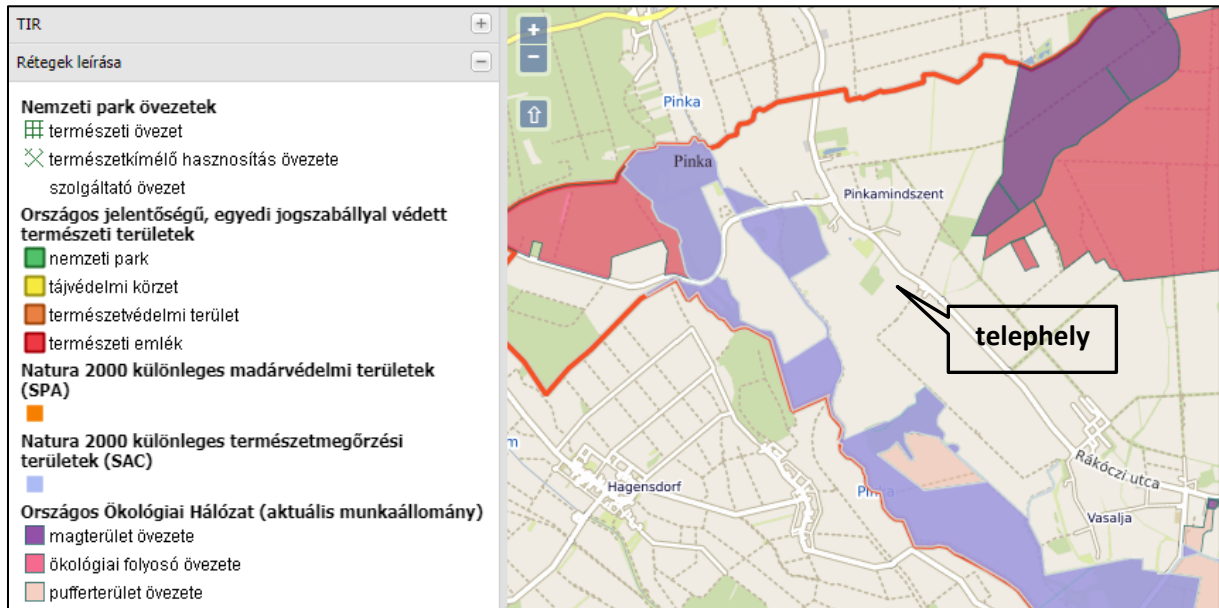 TIR
+
Rétegek leírása
−
Nemzeti park övezetek
természeti övezet
természetkímélő hasznosítás övezete
szolgáltató övezet
Országos jelentőségű, egyedi jogszabállyal védett
természeti területek
nemzeti park
tájvédelmi körzet
természetvédelmi terület
természeti emlék
Natura 2000 különleges madárvédelmi területek
(SPA)
Natura 2000 különleges természetmegőrzési
területek (SAC)
Országos Ökológiai Hálózat (aktuális munkaállomány)
magterület övezete
ökológiai folyosó övezete
pufferterület övezete
+
−
⇧
Pinka
Pinka
Pinkamindszent
telephely
m
Hagensdorf
Pinka
Rákóczi utca
Vasalja